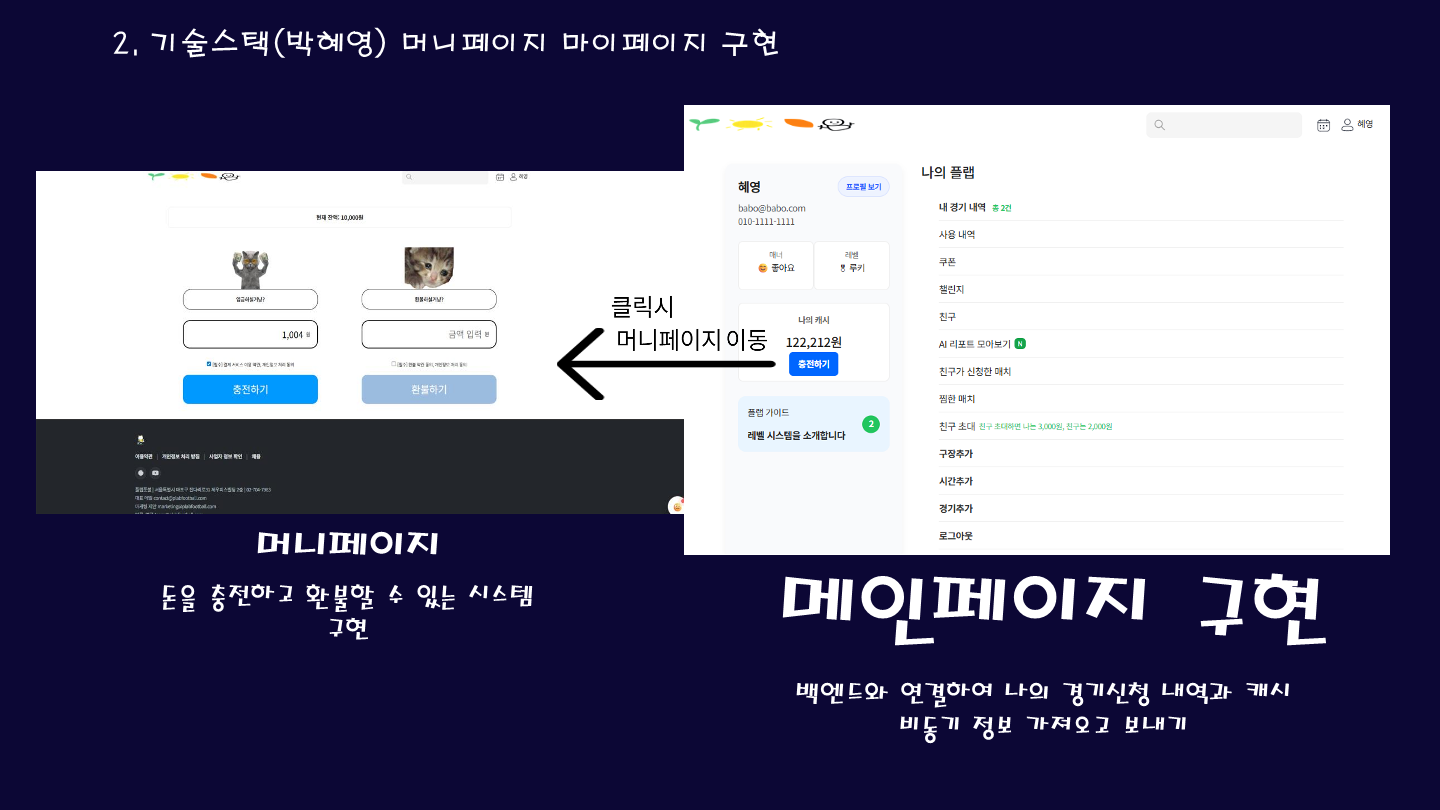 2. 기술스택(박혜영) 머니페이지 마이페이지 구현
혜영
현재 잔액: 10,000원
입금하실거냥?
환불하실거냥?
1,004 원
금액 입력 원
충전하기
환불하기
이용약관 | 개인정보 처리 방침 | 사업자 정보 확인 | 채용
클릭시
머니페이지 이동
혜영
혜영
프로필 보기
babo@babo.com
010-1111-1111
매너
좋아요
레벨
루키
나의 캐시
122,212원
충전하기
플랩 가이드
레벨 시스템을 소개합니다
2
나의 플랩
내 경기 내역 총 2건
사용 내역
쿠폰
챌린지
친구
AI 리포트 모아보기 N
친구가 신청한 매치
찜한 매치
친구 초대 친구 초대하면 나는 3,000원, 친구는 2,000원
구장추가
시간추가
경기추가
로그아웃
머니페이지
돈을 충전하고 환불할 수 있는 시스템
구현
메인페이지 구현
백엔드와 연결하여 나의 경기신청 내역과 캐시
비동기 정보 가져오고 보내기